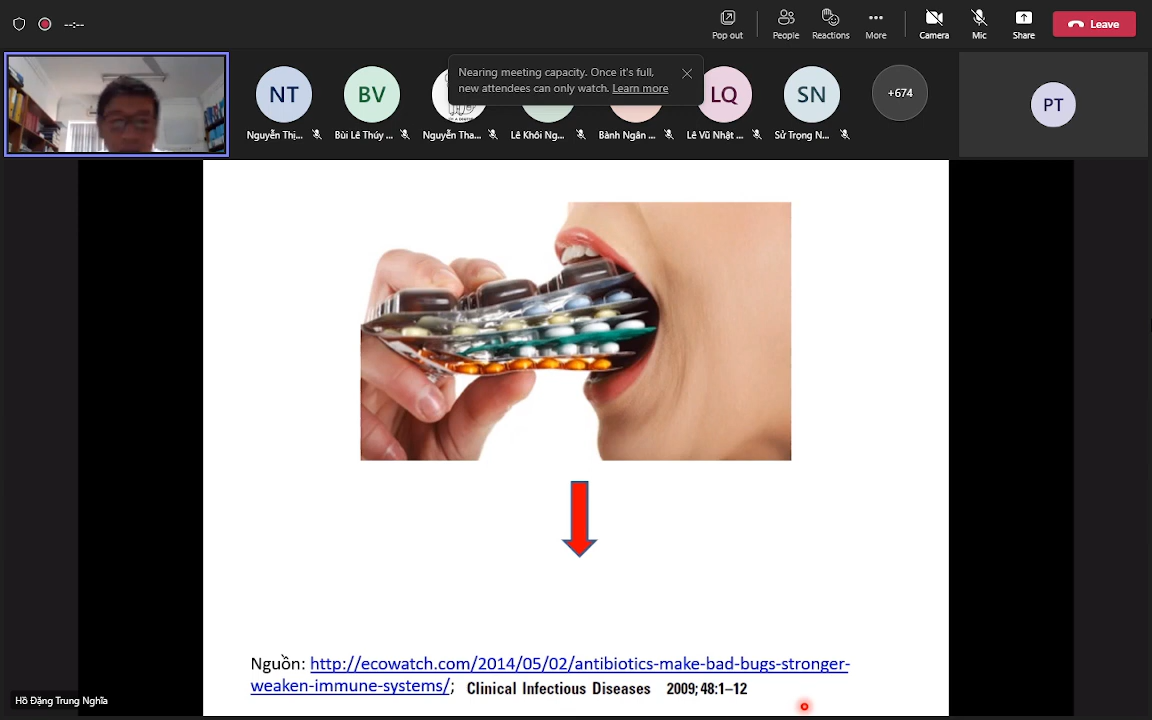 --:--
Pop out
People
Reactions
More
Camera
Mic
Share
Leave
Nearing meeting capacity. Once it's full,
new attendees can only watch. Learn more
NT
BV
LQ
SN
+674
PT
Nguyễn Thị...
Bùi Lê Thúy ...
Nguyễn Tha...
Lê Khôi Ng...
Bành Ngân ...
Lê Vũ Nhật ...
Sử Trọng N...
Nguồn: http://ecowatch.com/2014/05/02/antibiotics-make-bad-bugs-stronger-
weaken-immune-systems/; Clinical Infectious Diseases 2009; 48:1–12
Hồ Đặng Trung Nghĩa